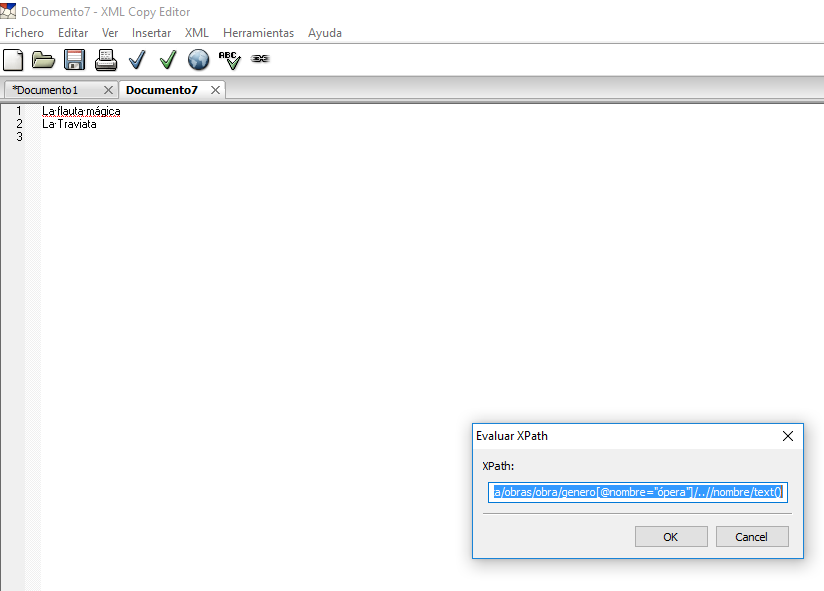 Documento7 - XML Copy Editor
Fichero Editar Ver Insertar XML Herramientas Ayuda
ABC
*Documento1 Documento7
1 La flauta mágica
2 La Traviata
3
Evaluar XPath
XPath:
a/obras/obra/genero[@nombre="ópera"]/..//nombre/text()
OK Cancel